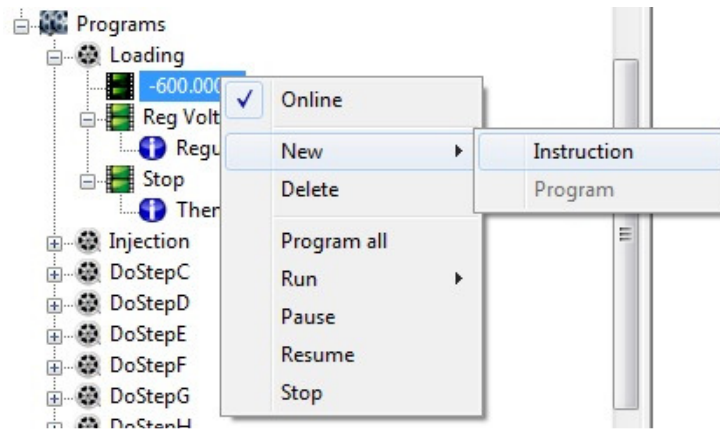 Programs
Loading
-600.000
Online
Reg Volt
Regu
New
Instruction
Stop
Delete
Program
Ther
Injection
Program all
DoStepC
Run
DoStepD
Pause
DoStepE
Resume
DoStepF
Stop
DoStepG
DoStepH